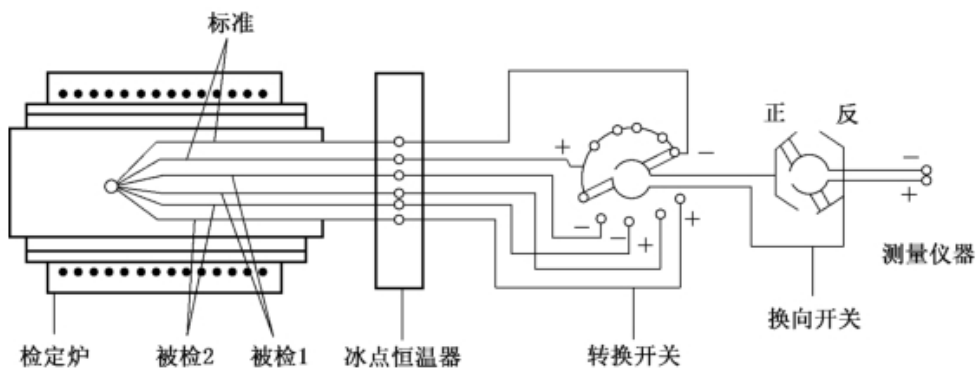 标准
正 反
+
−
−
+
− − + +
测量仪器
换向开关
检定炉 被检2 被检1 冰点恒温器 转换开关